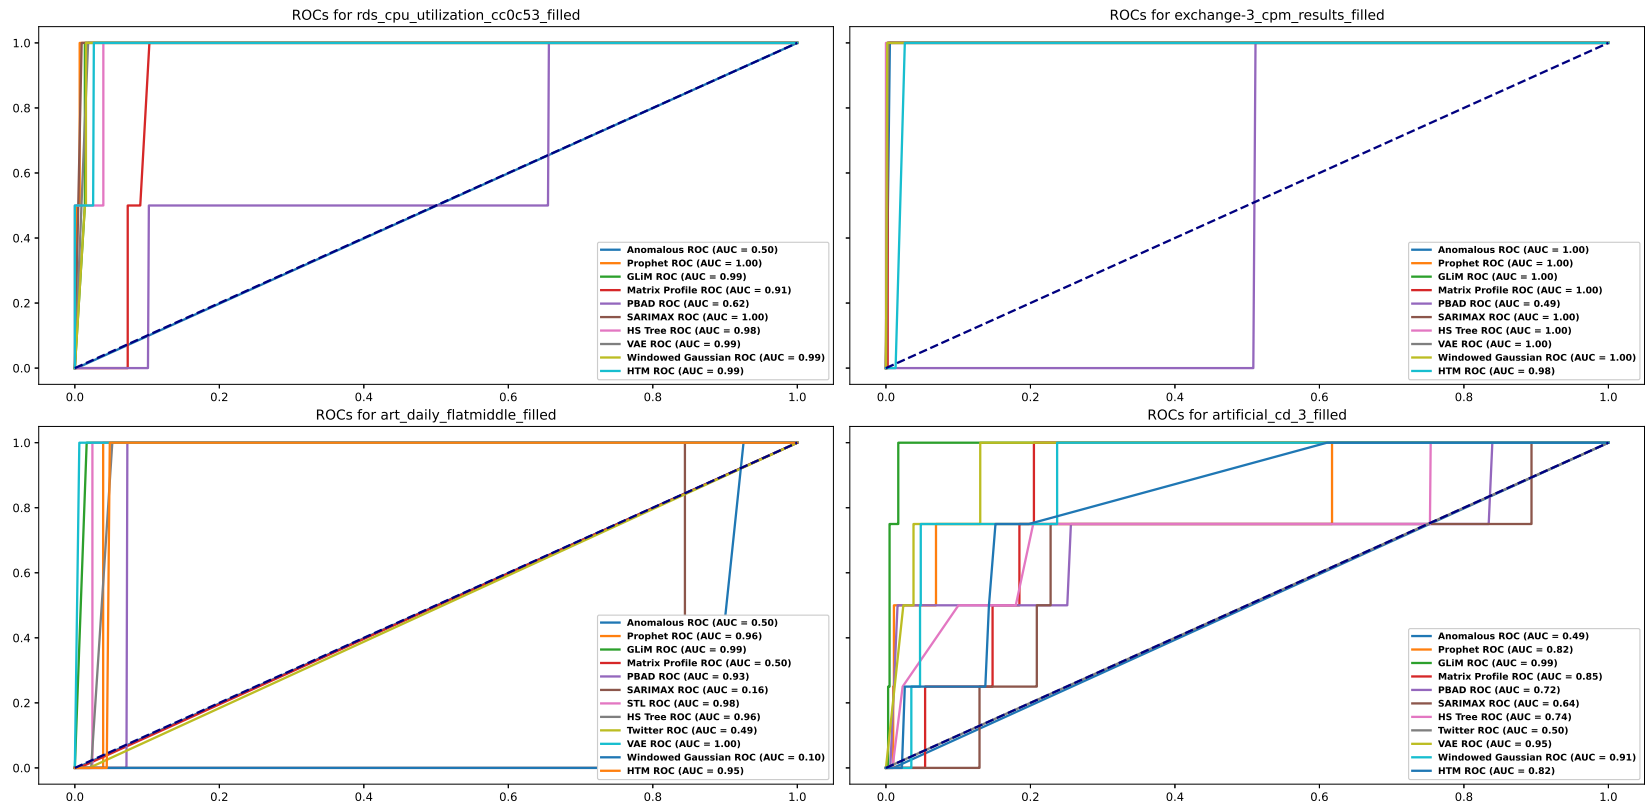 ROCs for rds_cpu_utilization_cc0c53_filled
1.0
0.8
0.6
0.4
0.2
0.0
Anomalous ROC (AUC = 0.50)
Prophet ROC (AUC = 1.00)
GLiM ROC (AUC = 0.99)
Matrix Profile ROC (AUC = 0.91)
PBAD ROC (AUC = 0.62)
SARIMAX ROC (AUC = 1.00)
HS Tree ROC (AUC = 0.98)
VAE ROC (AUC = 0.99)
Windowed Gaussian ROC (AUC = 0.99)
HTM ROC (AUC = 0.99)
0.0 0.2 0.4 0.6 0.8 1.0
ROCs for exchange-3_cpm_results_filled
Anomalous ROC (AUC = 1.00)
Prophet ROC (AUC = 1.00)
GLiM ROC (AUC = 1.00)
Matrix Profile ROC (AUC = 1.00)
PBAD ROC (AUC = 0.49)
SARIMAX ROC (AUC = 1.00)
HS Tree ROC (AUC = 1.00)
VAE ROC (AUC = 1.00)
Windowed Gaussian ROC (AUC = 1.00)
HTM ROC (AUC = 0.98)
0.0 0.2 0.4 0.6 0.8 1.0
ROCs for art_daily_flatmiddle_filled
1.0
0.8
0.6
0.4
0.2
0.0
Anomalous ROC (AUC = 0.50)
Prophet ROC (AUC = 0.96)
GLiM ROC (AUC = 0.99)
Matrix Profile ROC (AUC = 0.50)
PBAD ROC (AUC = 0.93)
SARIMAX ROC (AUC = 0.16)
STL ROC (AUC = 0.98)
HS Tree ROC (AUC = 0.96)
Twitter ROC (AUC = 0.49)
VAE ROC (AUC = 1.00)
Windowed Gaussian ROC (AUC = 0.10)
HTM ROC (AUC = 0.95)
0.0 0.2 0.4 0.6 0.8 1.0
ROCs for artificial_cd_3_filled
Anomalous ROC (AUC = 0.49)
Prophet ROC (AUC = 0.82)
GLiM ROC (AUC = 0.99)
Matrix Profile ROC (AUC = 0.85)
PBAD ROC (AUC = 0.72)
SARIMAX ROC (AUC = 0.64)
HS Tree ROC (AUC = 0.74)
Twitter ROC (AUC = 0.50)
VAE ROC (AUC = 0.95)
Windowed Gaussian ROC (AUC = 0.91)
HTM ROC (AUC = 0.82)
0.0 0.2 0.4 0.6 0.8 1.0